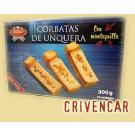 CORBATAS
DE UNQUERA
Con mantequilla
300g
CRIVENCAR